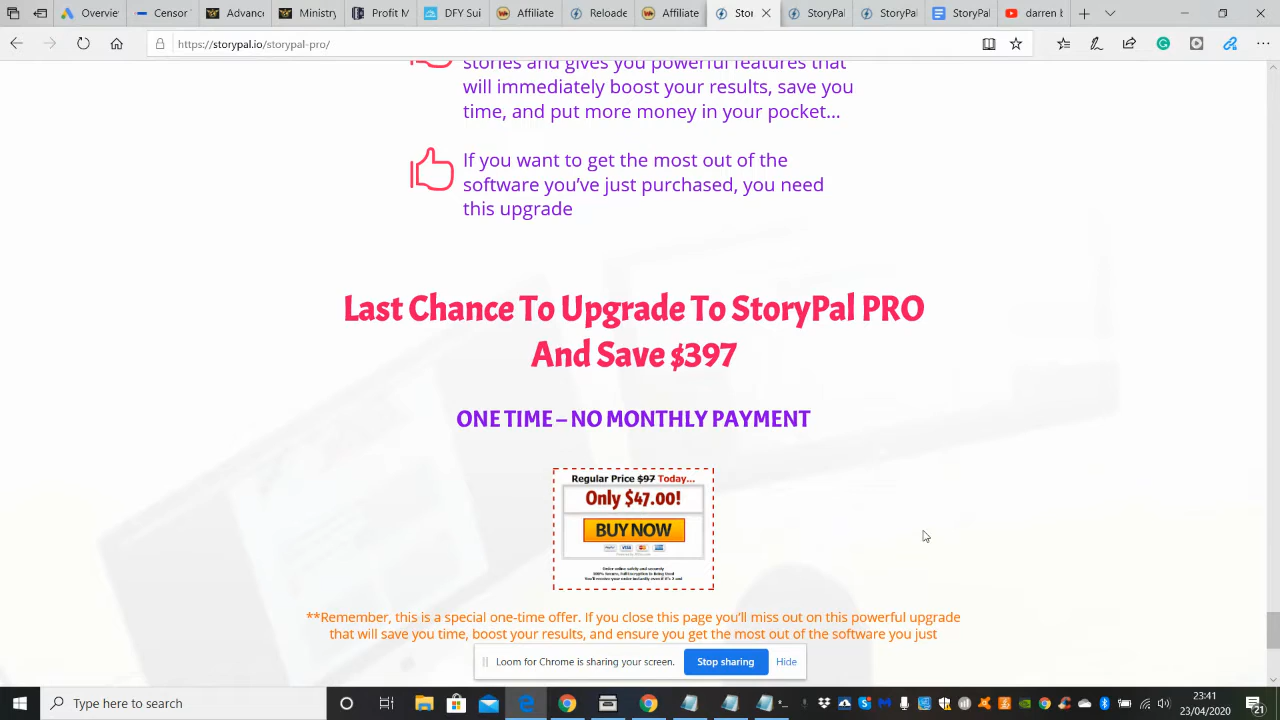 Advanc
Ministry
Profit M
DFY Sui
Affiliate
Reloade
Affiliate
Stor
StoryPal
StoryPal
StoryPal
darren b
https://storypal.io/storypal-pro/
stories and gives you powerful features that
will immediately boost your results, save you
time, and put more money in your pocket...
If you want to get the most out of the
software you've just purchased, you need
this upgrade
Last Chance To Upgrade To StoryPal PRO
And Save $397
ONE TIME – NO MONTHLY PAYMENT
Regular Price $97 Today...
Only $47.00!
BUY NOW
PayPal VISA
Order online safely and securely
**Remember, this is a special one-time offer. If you close this page you'll miss out on this powerful upgrade
that will save you time, boost your results, and ensure you get the most out of the software you just
Loom for Chrome is sharing your screen. Stop sharing Hide
Type here to search
23:41
23/04/2020